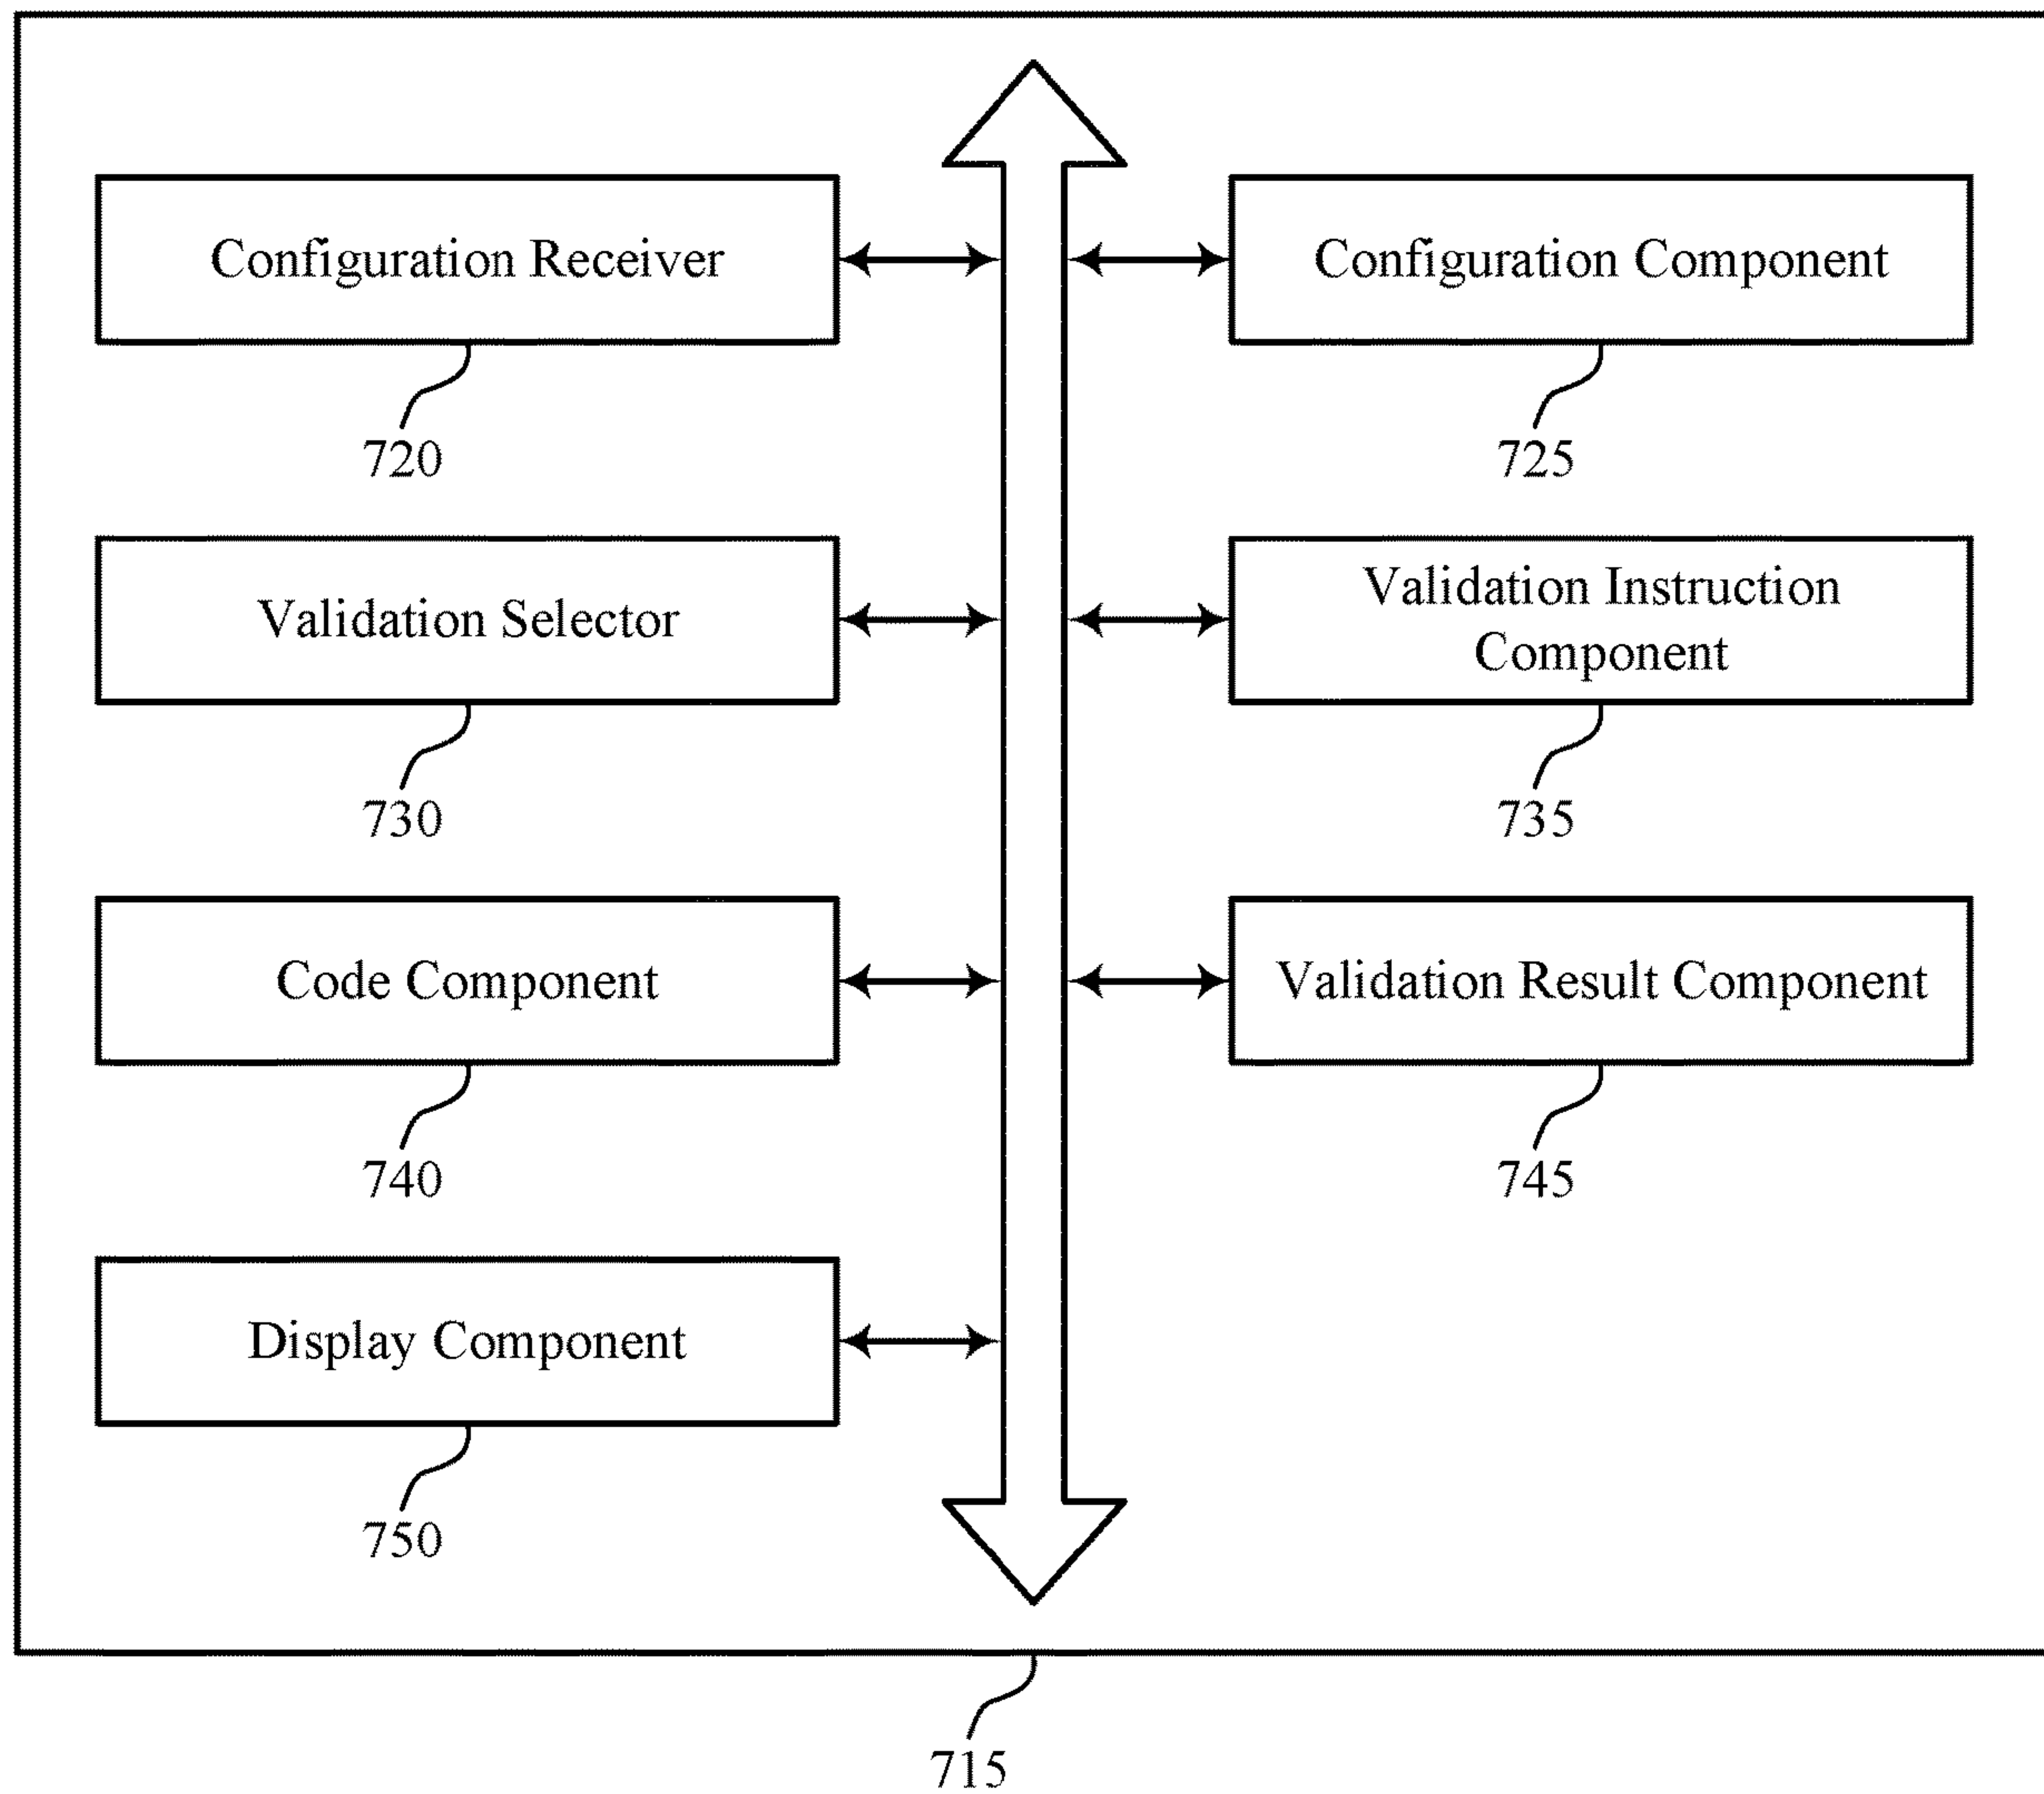 Configuration Receiver
Configuration Component
720
725
Validation Selector
Validation Instruction
Component
730
735
Code Component
Validation Result Component
740
745
Display Component
750
715